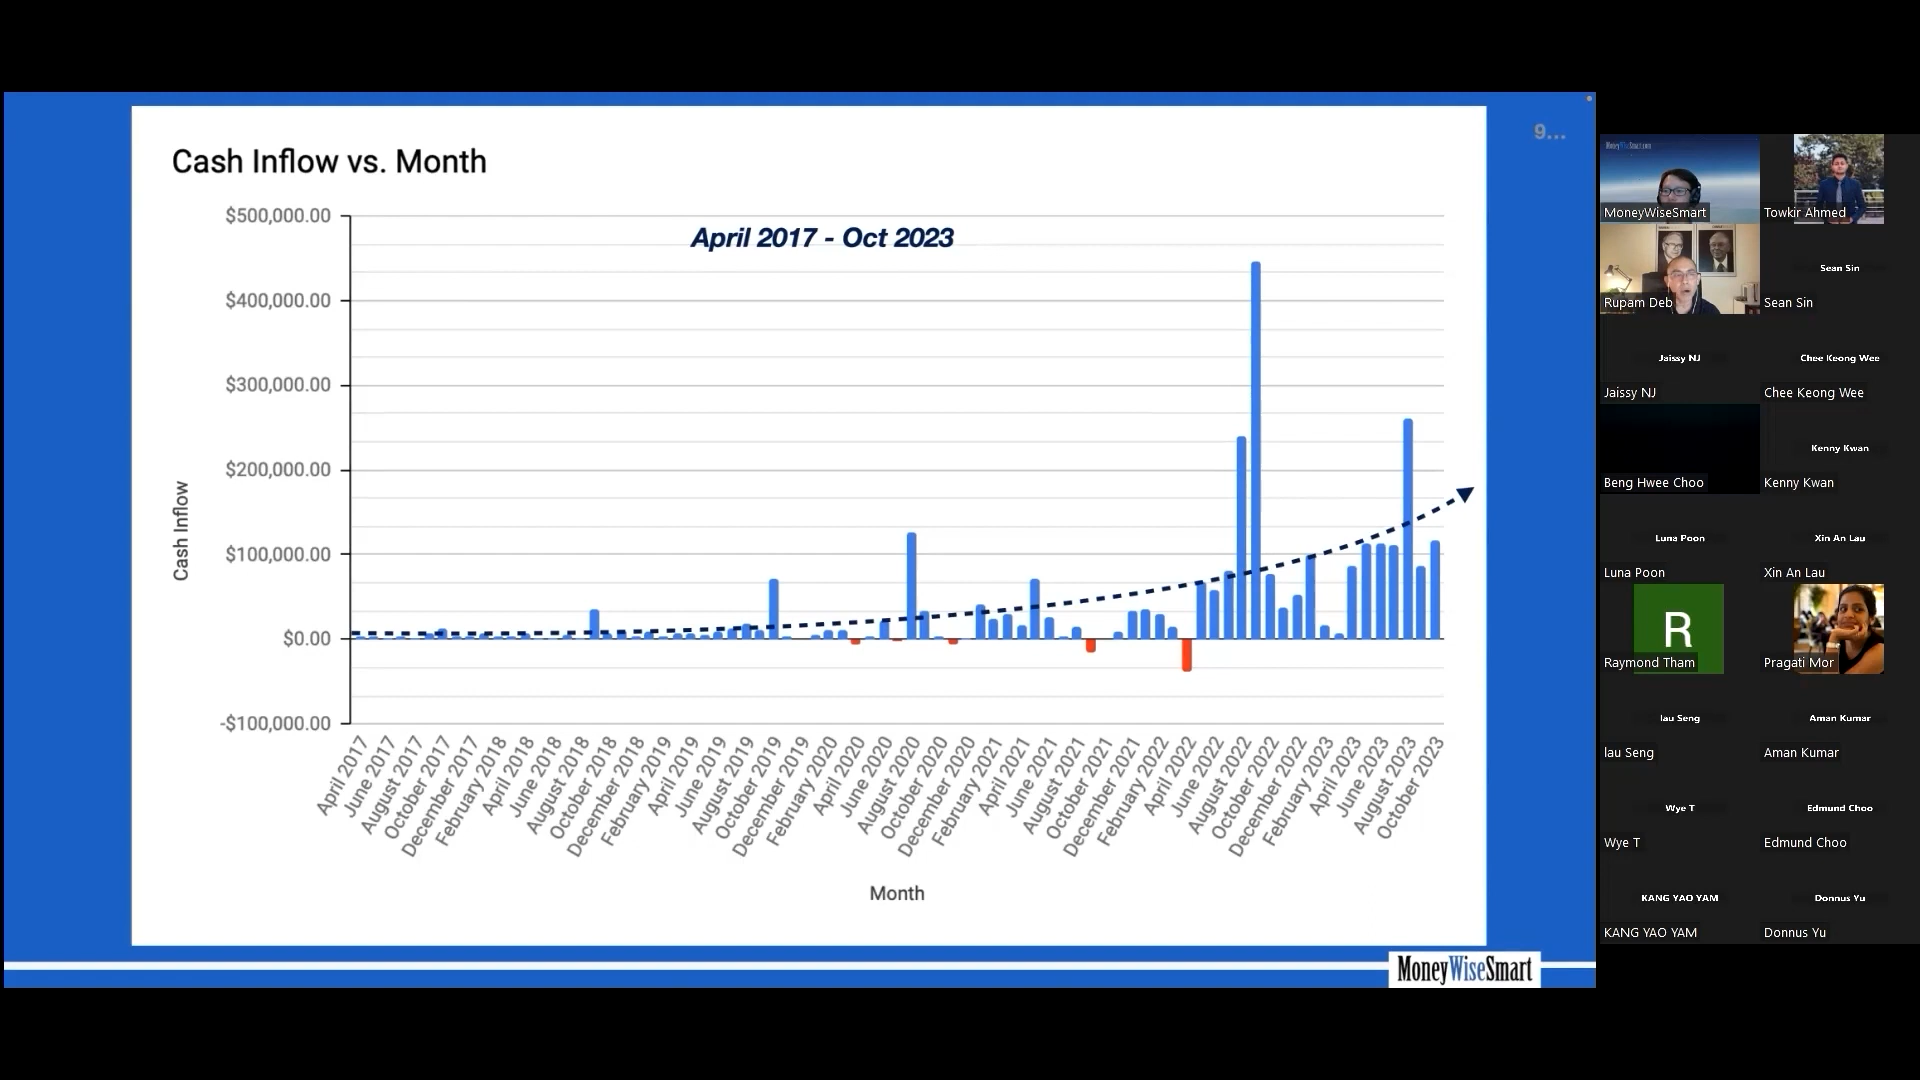 9...
Cash Inflow vs. Month
April 2017 - Oct 2023
$500,000.00
$400,000.00
$300,000.00
$200,000.00
$100,000.00
$0.00
-$100,000.00
Cash Inflow
April 2017
June 2017
August 2017
October 2017
December 2017
February 2018
April 2018
June 2018
August 2018
October 2018
December 2018
February 2019
April 2019
June 2019
August 2019
October 2019
December 2019
February 2020
April 2020
June 2020
August 2020
October 2020
December 2020
February 2021
April 2021
June 2021
August 2021
October 2021
December 2021
February 2022
April 2022
June 2022
August 2022
October 2022
December 2022
February 2023
April 2023
June 2023
August 2023
October 2023
Month
MoneyWiseSmart
MoneyWiseSmart.com
MoneyWiseSmart
Towkir Ahmed
Rupam Deb
Sean Sin
Sean Sin
Jaissy NJ
Jaissy NJ
Chee Keong Wee
Chee Keong Wee
Beng Hwee Choo
Kenny Kwan
Kenny Kwan
Luna Poon
Luna Poon
Xin An Lau
Xin An Lau
R
Raymond Tham
Pragati Mor
lau Seng
lau Seng
Aman Kumar
Aman Kumar
Wye T
Wye T
Edmund Choo
Edmund Choo
KANG YAO YAM
KANG YAO YAM
Donnus Yu
Donnus Yu